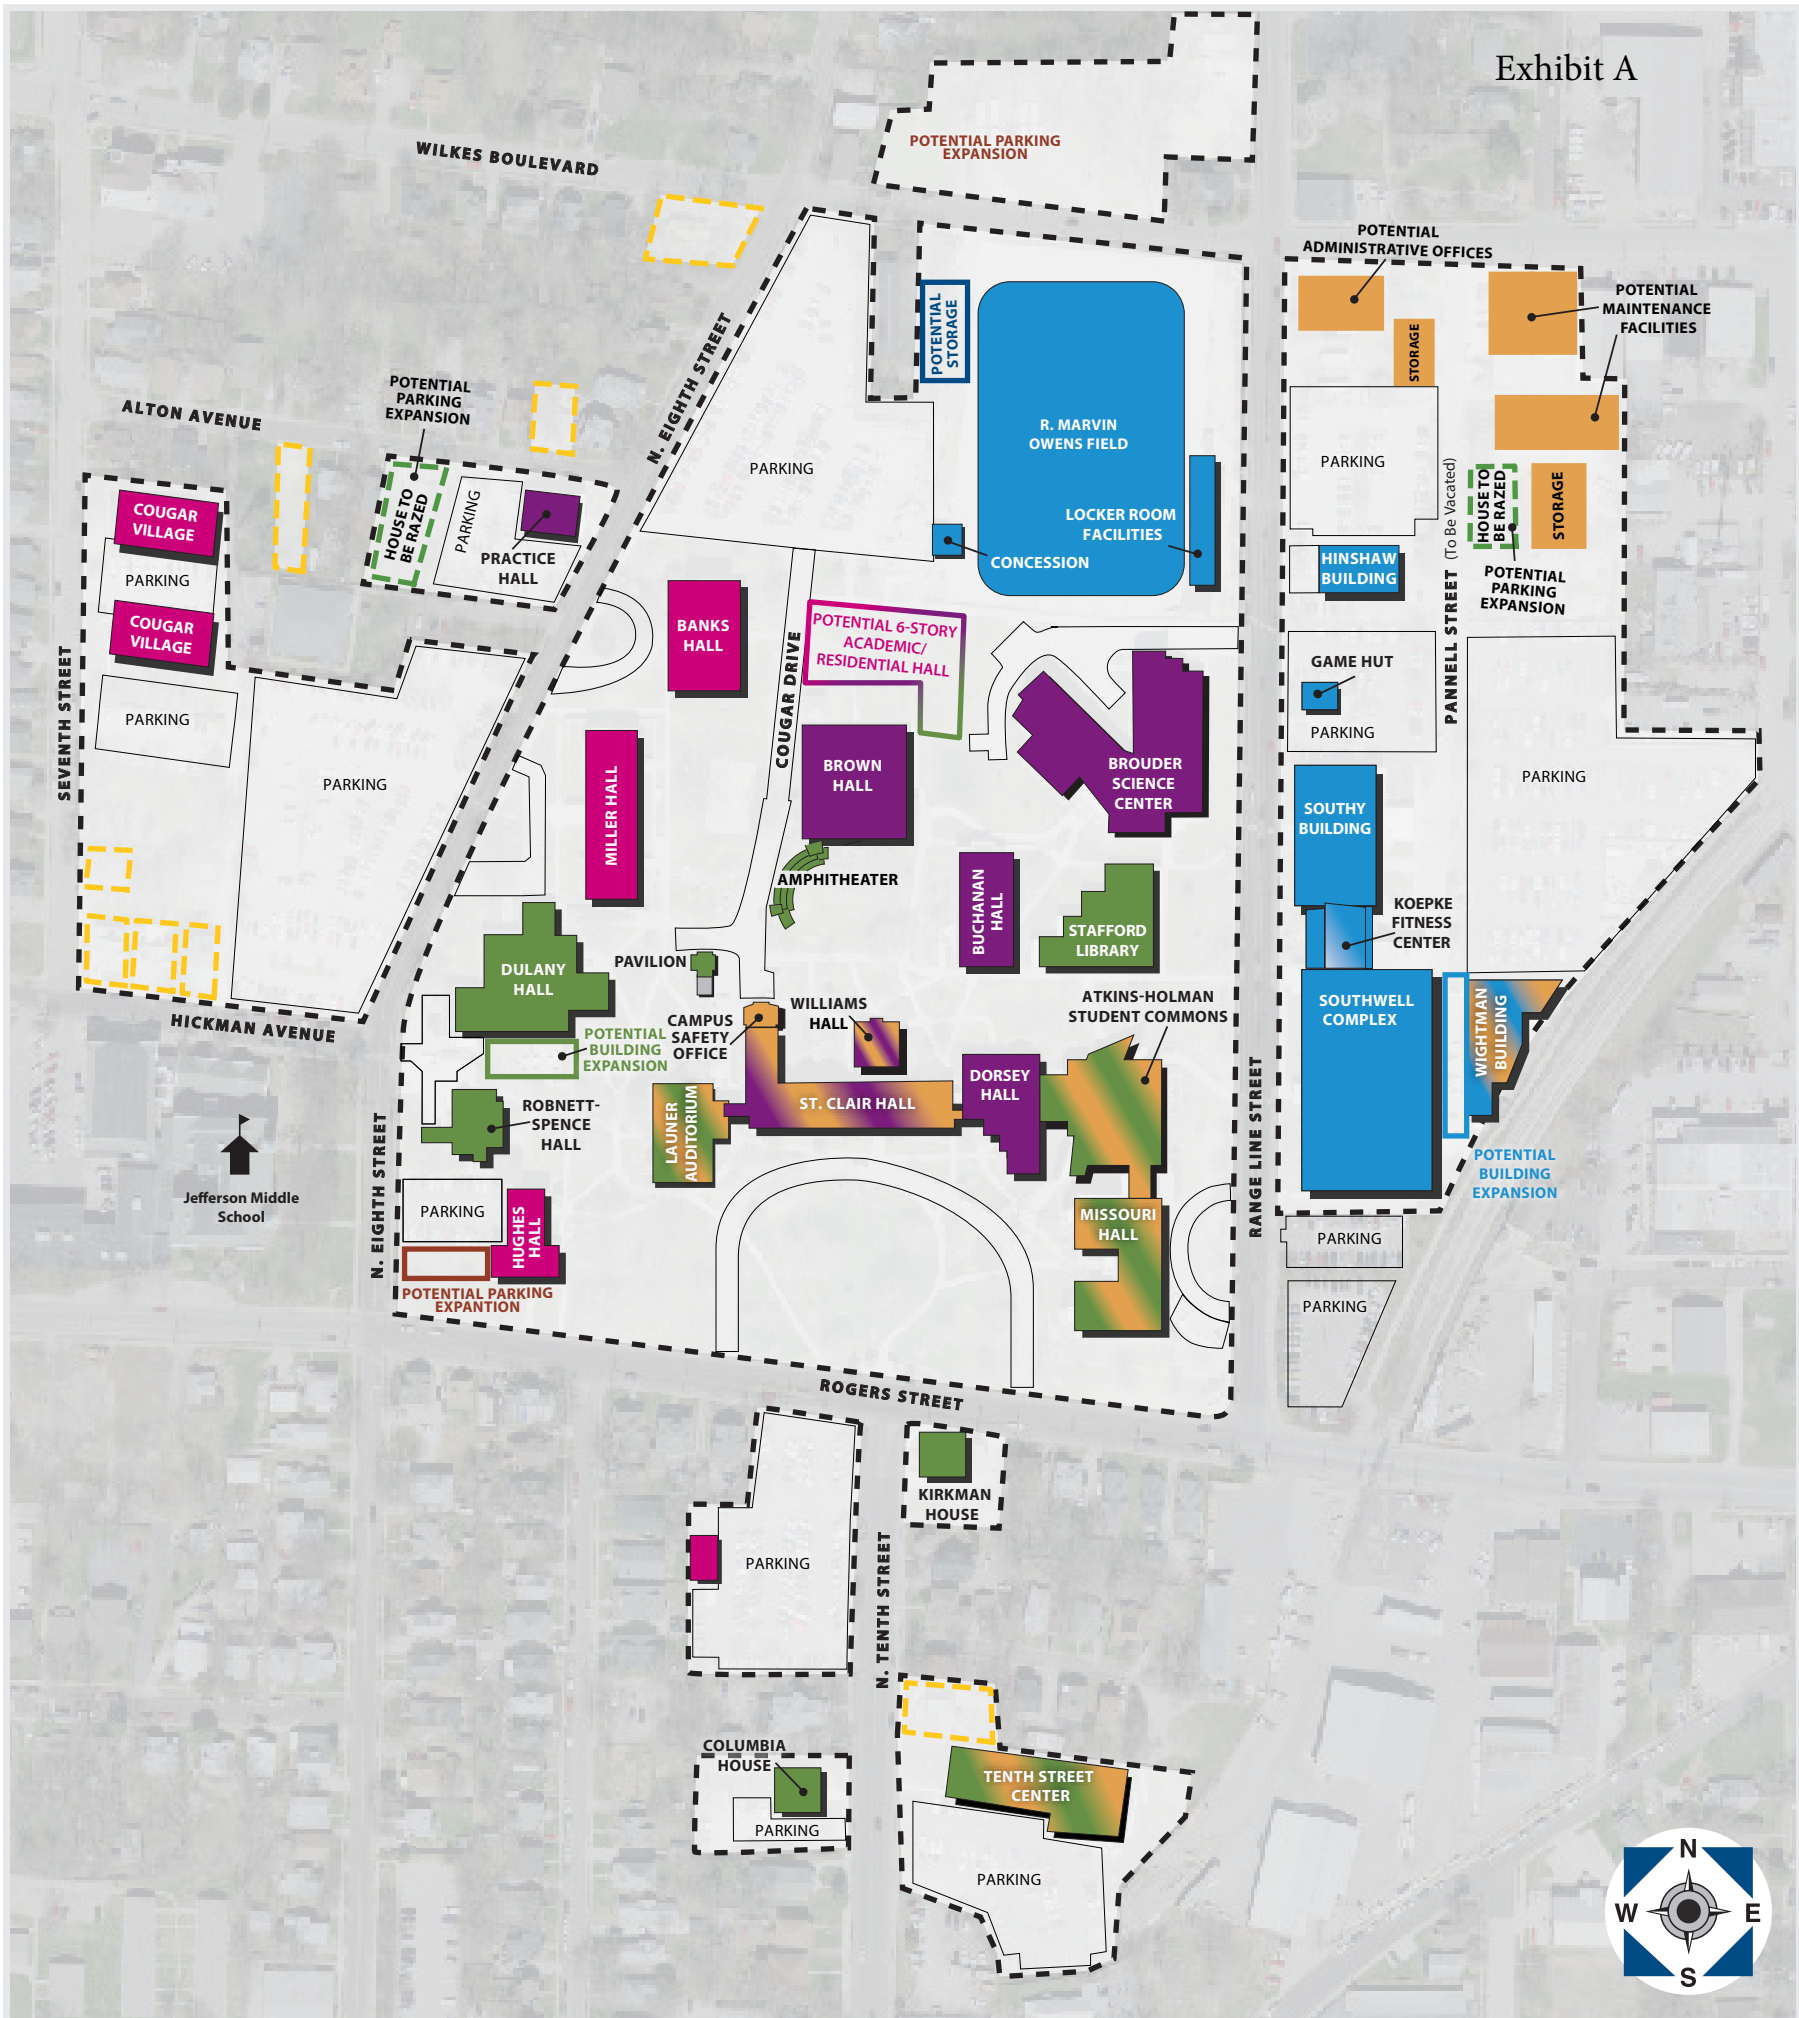 Exhibit A
POTENTIAL PARKING
EXPANSION
WILKES BOULEVARD
POTENTIAL
ADMINISTRATIVE OFFICES
POTENTIAL
MAINTENANCE
FACILITIES
POTENTIAL
STORAGE
STORAGE
N. EIGHTH STREET
POTENTIAL
PARKING
EXPANSION
ALTON AVENUE
R. MARVIN
OWENS FIELD
PARKING
PARKING
HOUSE TO
BE RAZED
PARKING
PRACTICE
HALL
COUGAR
VILLAGE
PARKING
COUGAR
VILLAGE
PARKING
LOCKER ROOM
FACILITIES
CONCESSION
HOUSE TO
BE RAZED
STORAGE
HINSHAW
BUILDING
POTENTIAL
PARKING
EXPANSION
PANNELL STREET (To Be Vacated)
BANKS
HALL
POTENTIAL 6-STORY
ACADEMIC/
RESIDENTIAL HALL
COUGAR DRIVE
GAME HUT
PARKING
SEVENTH STREET
PARKING
MILLER HALL
BROWN
HALL
BROUDER
SCIENCE
CENTER
PARKING
SOUTHY
BUILDING
AMPHITHEATER
BUCHANAN
HALL
STAFFORD
LIBRARY
KOEPKE
FITNESS
CENTER
DULANY
HALL
PAVILION
HICKMAN AVENUE
POTENTIAL
BUILDING
EXPANSION
CAMPUS
SAFETY
OFFICE
WILLIAMS
HALL
ATKINS-HOLMAN
STUDENT COMMONS
SOUTHWELL
COMPLEX
WIGHTMAN
BUILDING
DORSEY
HALL
ST. CLAIR HALL
LAUNER
AUDITORIUM
ROBNETT-
SPENCE
HALL
N. EIGHTH STREET
RANGE LINE STREET
Jefferson Middle
School
PARKING
HUGHES
HALL
POTENTIAL PARKING
EXPANTION
MISSOURI
HALL
POTENTIAL
BUILDING
EXPANSION
PARKING
PARKING
ROGERS STREET
KIRKMAN
HOUSE
PARKING
N. TENTH STREET
COLUMBIA
HOUSE
PARKING
TENTH STREET
CENTER
PARKING
N
W
E
S